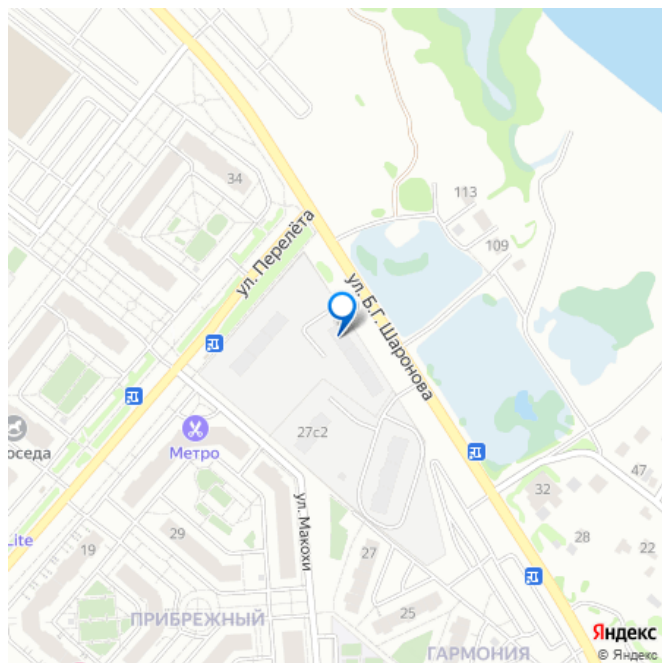 34
113
109
ул. Перелёта
ул. Б.Г. Шаронова
оседа
Метро
27с2
Lite
19
29
ул. Макохи
27
25
47
32
28
22
ПРИБРЕЖНЫЙ
ГАРМОНИЯ
Яндекс
© Яндекс